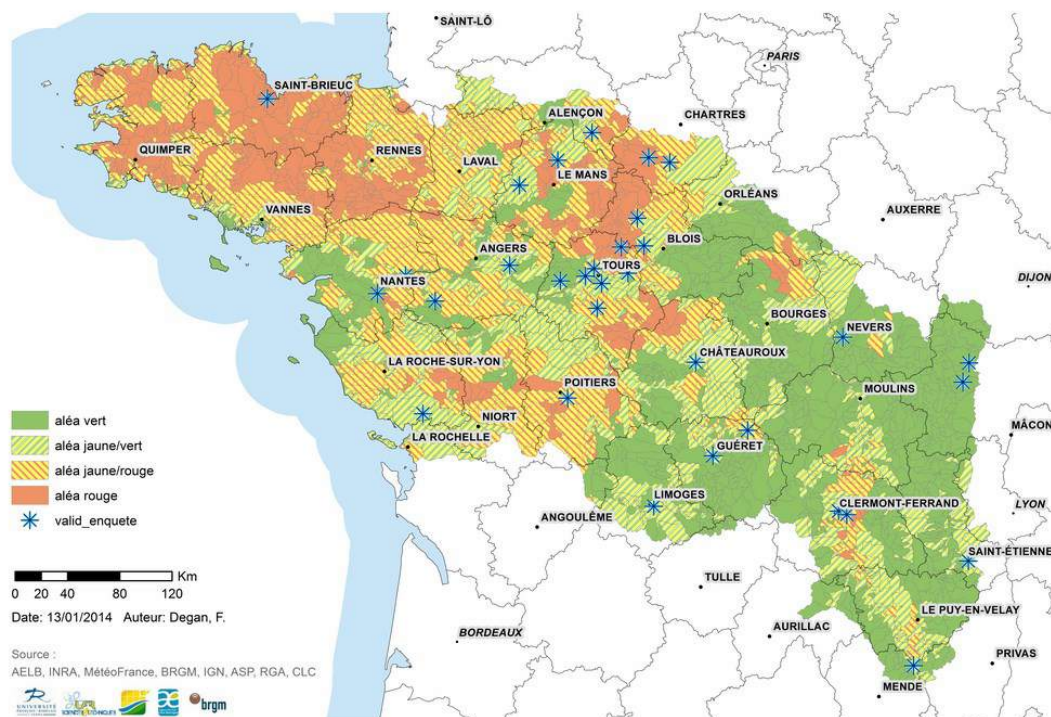 SAINT-LÔ
PARIS
SAINT-BRIEUC
ALENÇON
CHARTRES
QUIMPER
RENNES
LAVAL
LE MANS
ORLÉANS
AUXERRE
VANNES
BLOIS
ANGERS
TOURS
DIJON
NANTES
BOURGES
NEVERS
CHÂTEAUROUX
LA ROCHE-SUR-YON
POITIERS
MOULINS
NIORT
MÂCON
LA ROCHELLE
GUÉRET
LIMOGES
CLERMONT-FERRAND
LYON
ANGOULÊME
SAINT-ÉTIENNE
TULLE
LE PUY-EN-VELAY
AURILLAC
BORDEAUX
PRIVAS
MENDE
aléa vert
aléa jaune/vert
aléa jaune/rouge
aléa rouge
valid_enquete
Km
0 20 40 80 120
Date: 13/01/2014 Auteur: Degan, F.
Source :
AELB, INRA, MétéoFrance, BRGM, IGN, ASP, RGA, CLC
UNIVERSITÉ
brgm